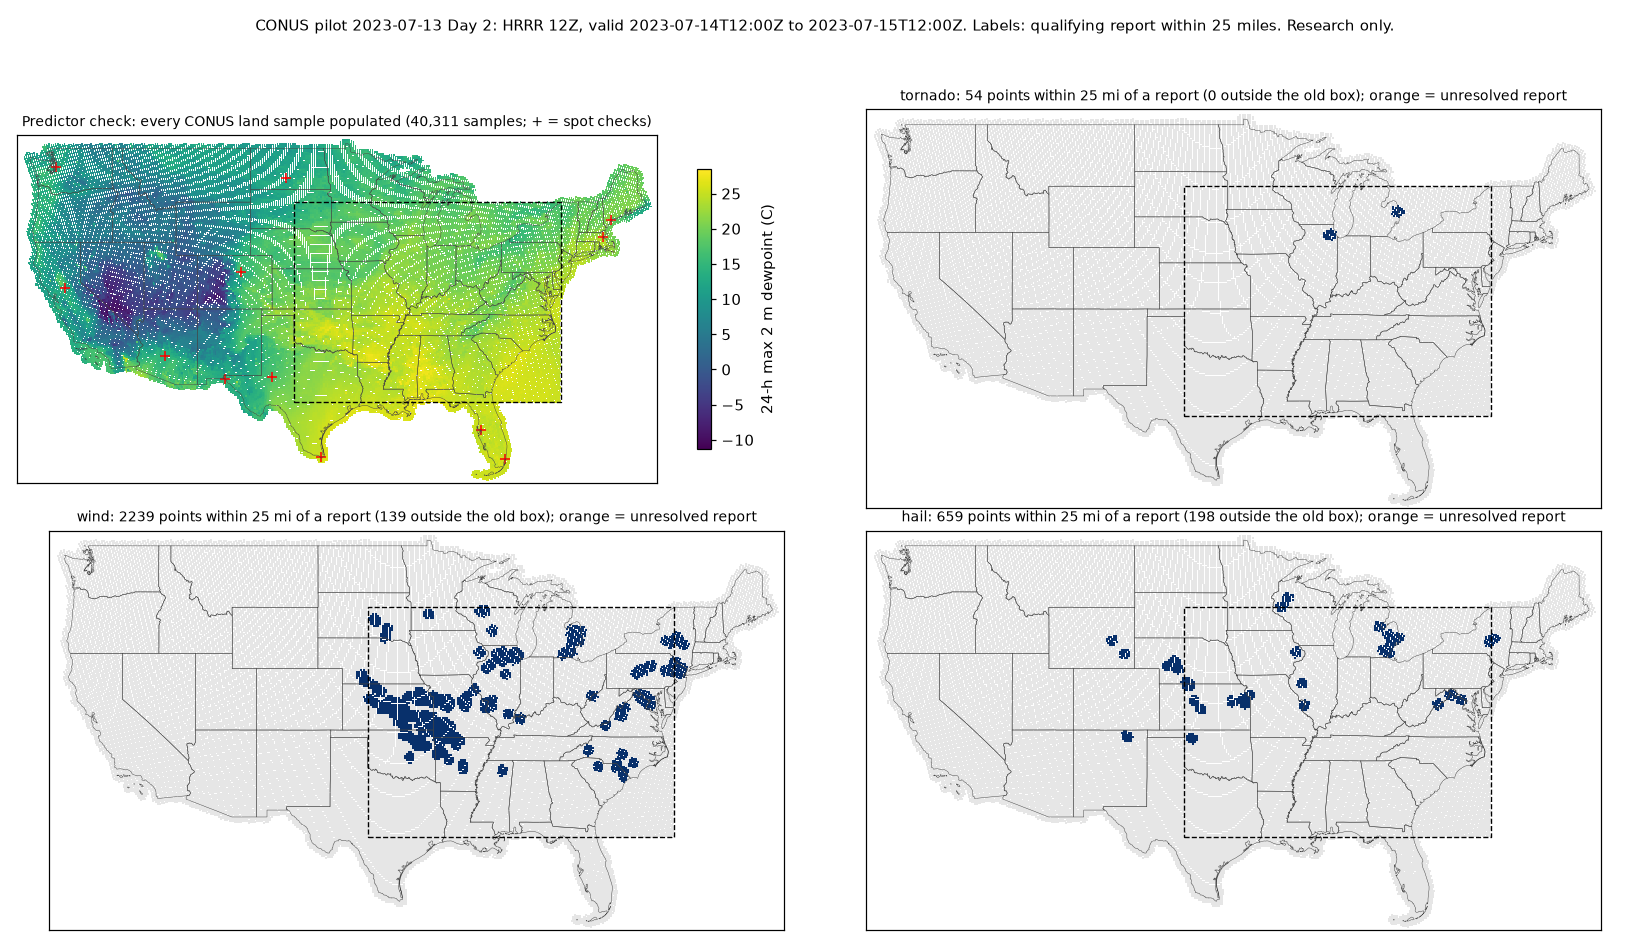 CONUS pilot 2023-07-13 Day 2: HRRR 12Z, valid 2023-07-14T12:00Z to 2023-07-15T12:00Z. Labels: qualifying report within 25 miles. Research only.
Predictor check: every CONUS land sample populated (40,311 samples; + = spot checks)
25
20
15
10
5
0
−5
−10
24-h max 2 m dewpoint (C)
tornado: 54 points within 25 mi of a report (0 outside the old box); orange = unresolved report
wind: 2239 points within 25 mi of a report (139 outside the old box); orange = unresolved report
hail: 659 points within 25 mi of a report (198 outside the old box); orange = unresolved report